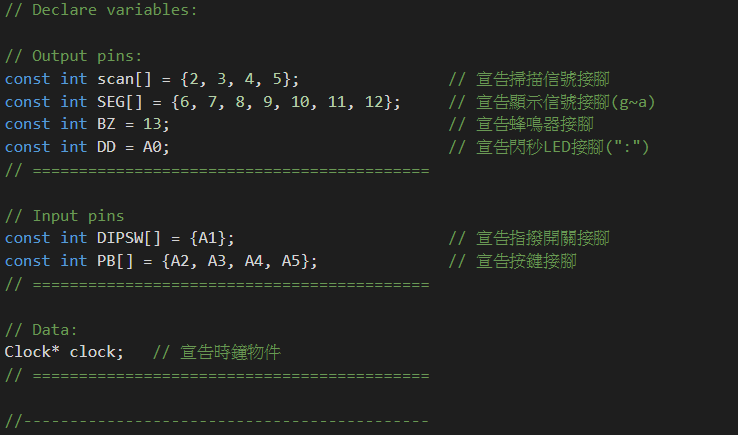 // Declare variables:
// Output pins:
const int scan[] = {2, 3, 4, 5}; // 宣告掃描信號接腳
const int SEG[] = {6, 7, 8, 9, 10, 11, 12}; // 宣告顯示信號接腳(g~a)
const int BZ = 13; // 宣告蜂鳴器接腳
const int DD = A0; // 宣告閃秒LED接腳(":")
// ===========================================
// Input pins
const int DIPSW[] = {A1}; // 宣告指撥開關接腳
const int PB[] = {A2, A3, A4, A5}; // 宣告按鍵接腳
// ===========================================
// Data:
Clock* clock; // 宣告時鐘物件
// ===========================================
//--------------------------------------------